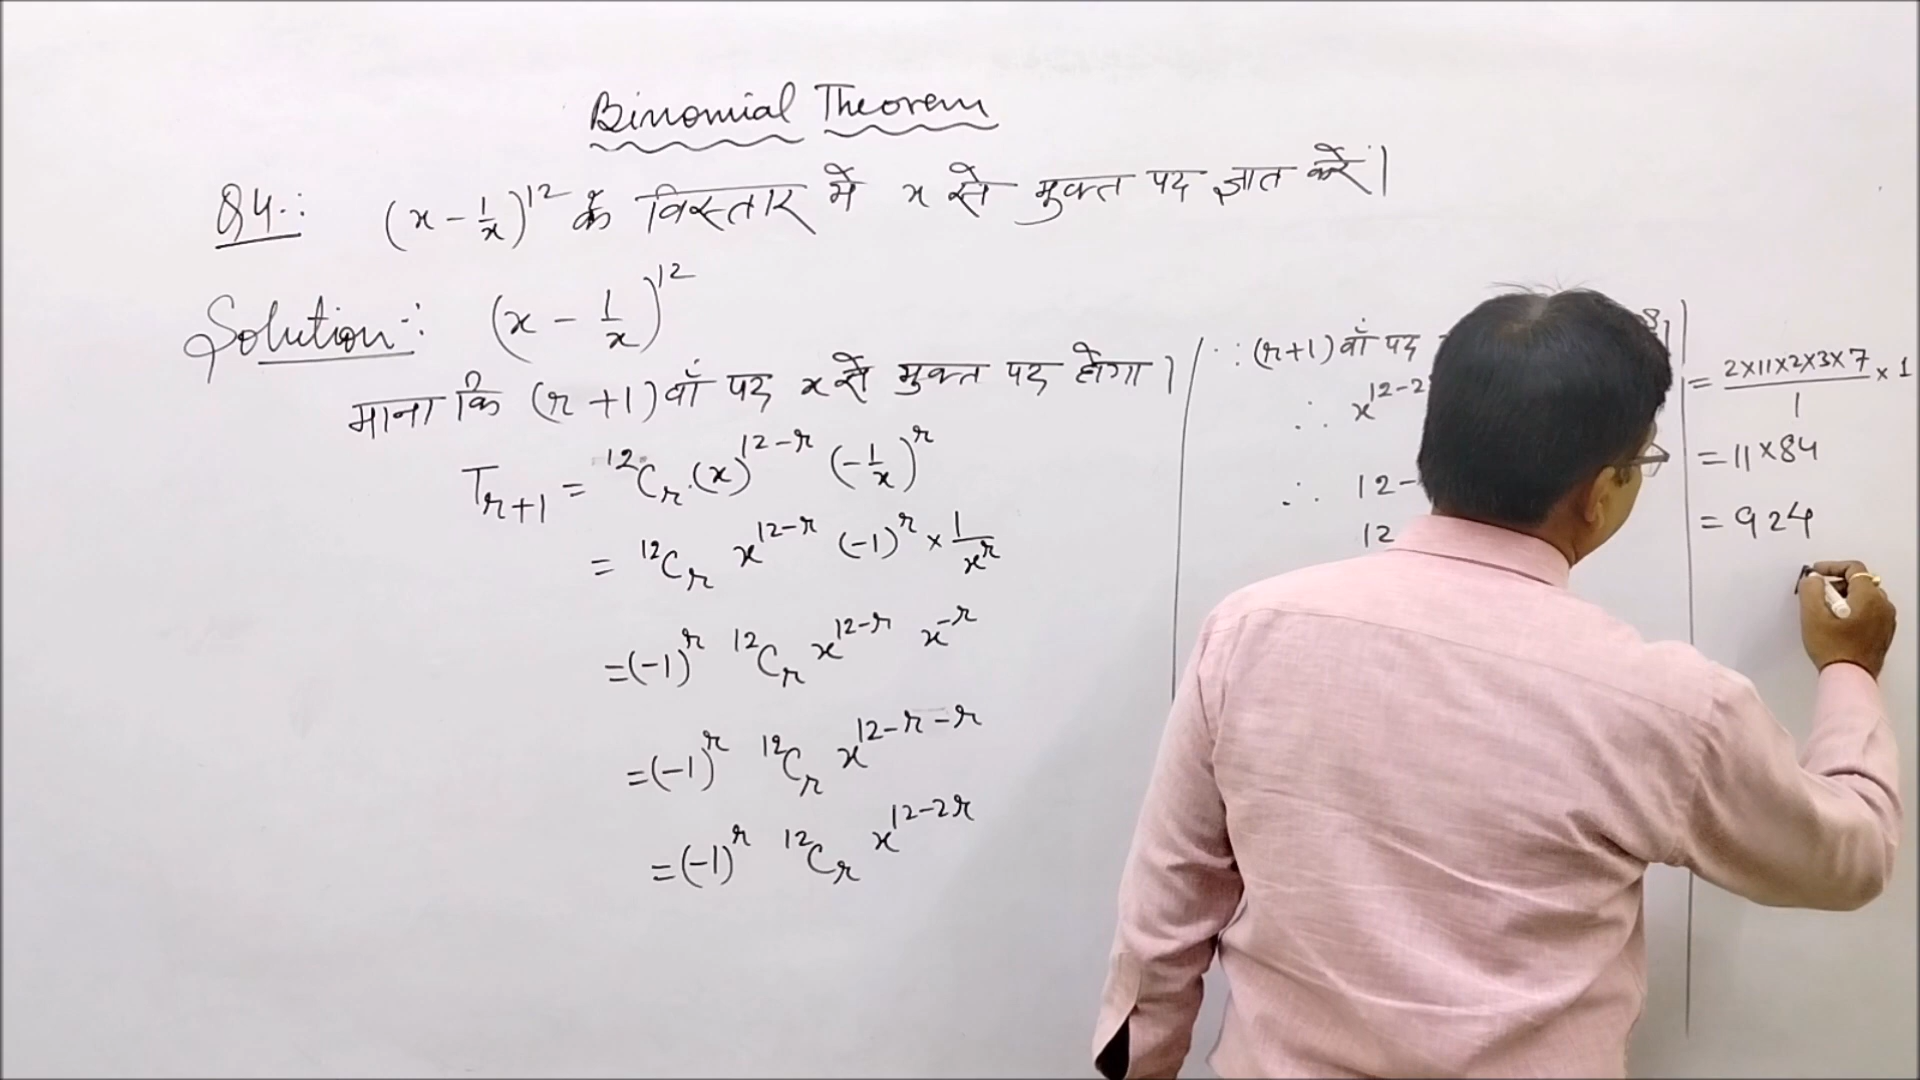 Binomial Theorem
Q4.: (x - 1/x)^12 के विस्तार में x से मुक्त पद ज्ञात करें।
Solution-: (x - 1/x)^12
माना कि (r+1) वाँ पद x से मुक्त पद होगा।
T_{r+1} = ^12C_r . (x)^{12-r} (-1/x)^r
= ^12C_r x^{12-r} (-1)^r × 1/x^r
= (-1)^r ^12C_r x^{12-r} x^{-r}
= (-1)^r ^12C_r x^{12-r-r}
= (-1)^r ^12C_r x^{12-2r}
∵ (r+1) वाँ पद
∴ x^{12-2
∴ 12-
12
= 2×11×2×3×7/1 × 1
= 11×84
= 924